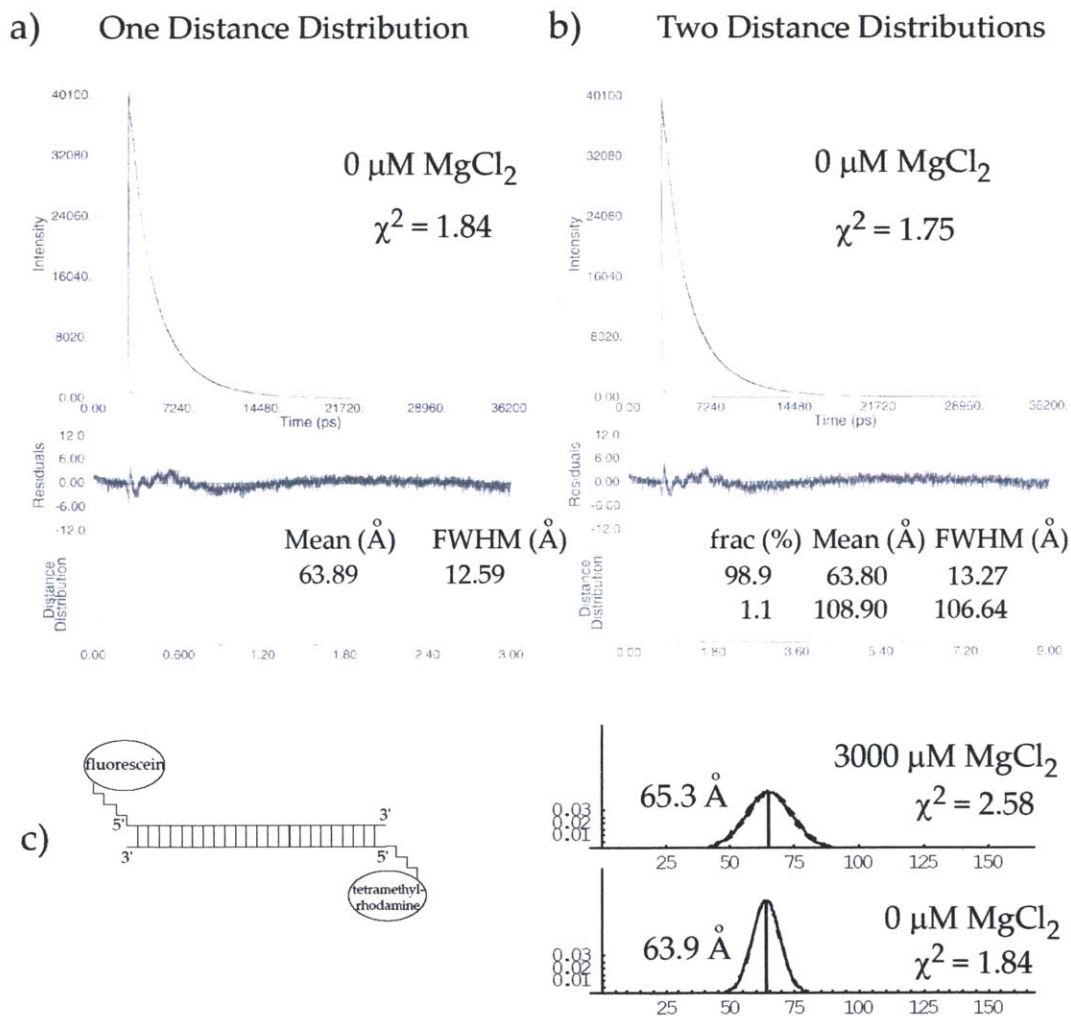 a) One Distance Distribution
40100.
32080
24060.
16040.
8020.
0.00
Intensity
0 μM MgCl2
χ2 = 1.84
0.00 7240. 14480. 21720. 28960. 36200
Time (ps)
12.0
6.00
0.00
-6.00
-12.0
Residuals
Mean (Å) FWHM (Å)
63.89 12.59
Distance
Distribution
0.00 0.600 1.20 1.80 2.40 3.00
b) Two Distance Distributions
40100
32080
24060
16040
8020.
0.00
Intensity
0 μM MgCl2
χ2 = 1.75
0.00 7240. 14480. 21720 28960. 36200.
Time (ps)
12.0
6.00
0.00
-6.00
-12.0
Residuals
frac (%) Mean (Å) FWHM (Å)
98.9 63.80 13.27
1.1 108.90 106.64
Distance
Distribution
0.00 1.80 3.60 5.40 7.20 9.00
c)
fluorescein
5' 3'
3' 5'
tetramethyl-
rhodamine
3000 μM MgCl2
65.3 Å
χ2 = 2.58
0.03
0.02
0.01
25 50 75 100 125 150
0 μM MgCl2
63.9 Å
χ2 = 1.84
0.03
0.02
0.01
25 50 75 100 125 150